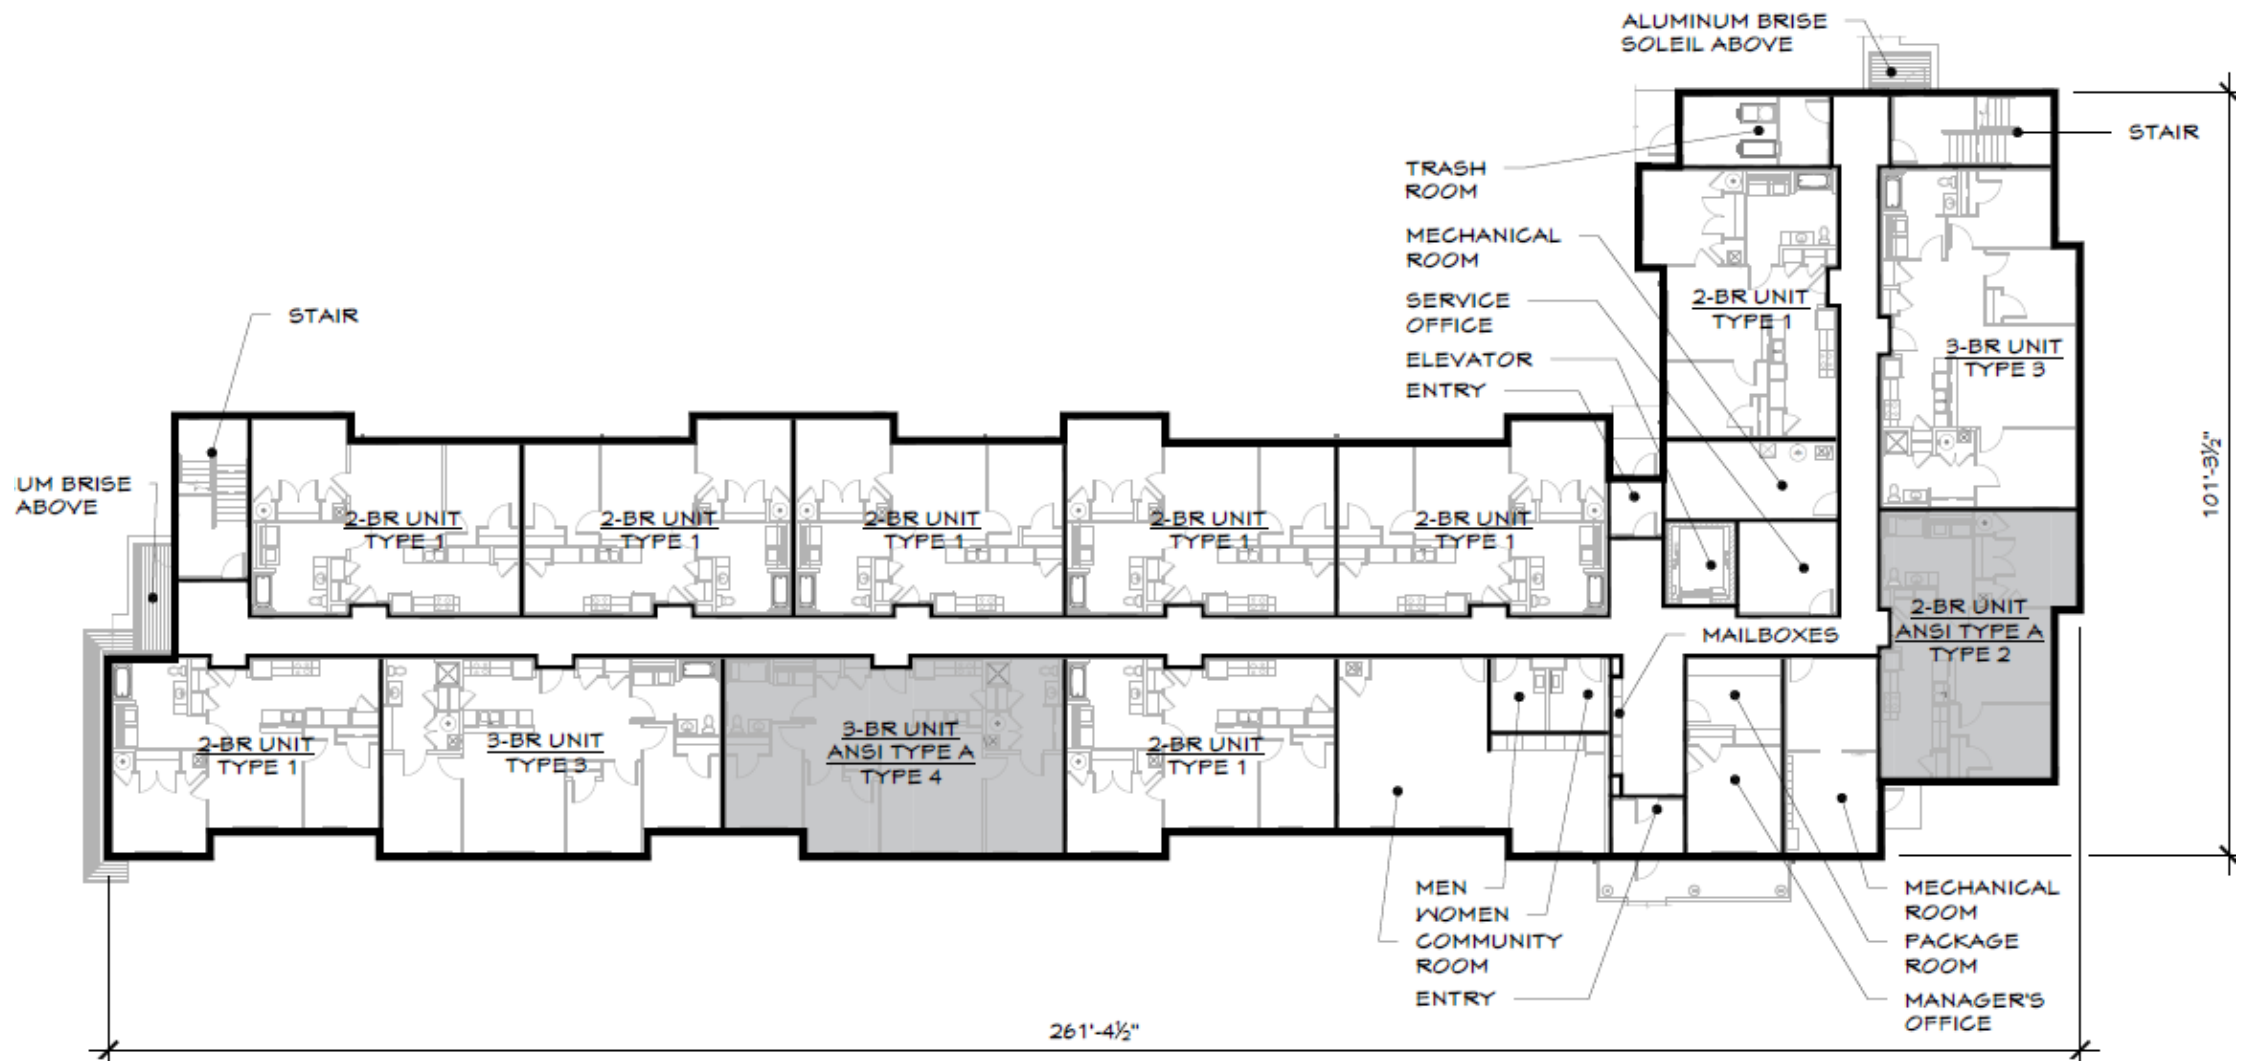 ALUMINUM BRISE
SOLEIL ABOVE
STAIR
TRASH
ROOM
MECHANICAL
ROOM
SERVICE
OFFICE
ELEVATOR
ENTRY
2-BR UNIT
TYPE 1
3-BR UNIT
TYPE 3
101'-3½"
STAIR
UM BRISE
ABOVE
2-BR UNIT
TYPE 1
2-BR UNIT
TYPE 1
2-BR UNIT
TYPE 1
2-BR UNIT
TYPE 1
2-BR UNIT
TYPE 1
2-BR UNIT
ANSI TYPE A
TYPE 2
MAILBOXES
2-BR UNIT
TYPE 1
3-BR UNIT
TYPE 3
3-BR UNIT
ANSI TYPE A
TYPE 4
2-BR UNIT
TYPE 1
MEN
WOMEN
COMMUNITY
ROOM
ENTRY
MECHANICAL
ROOM
PACKAGE
ROOM
MANAGER'S
OFFICE
261'-4½"